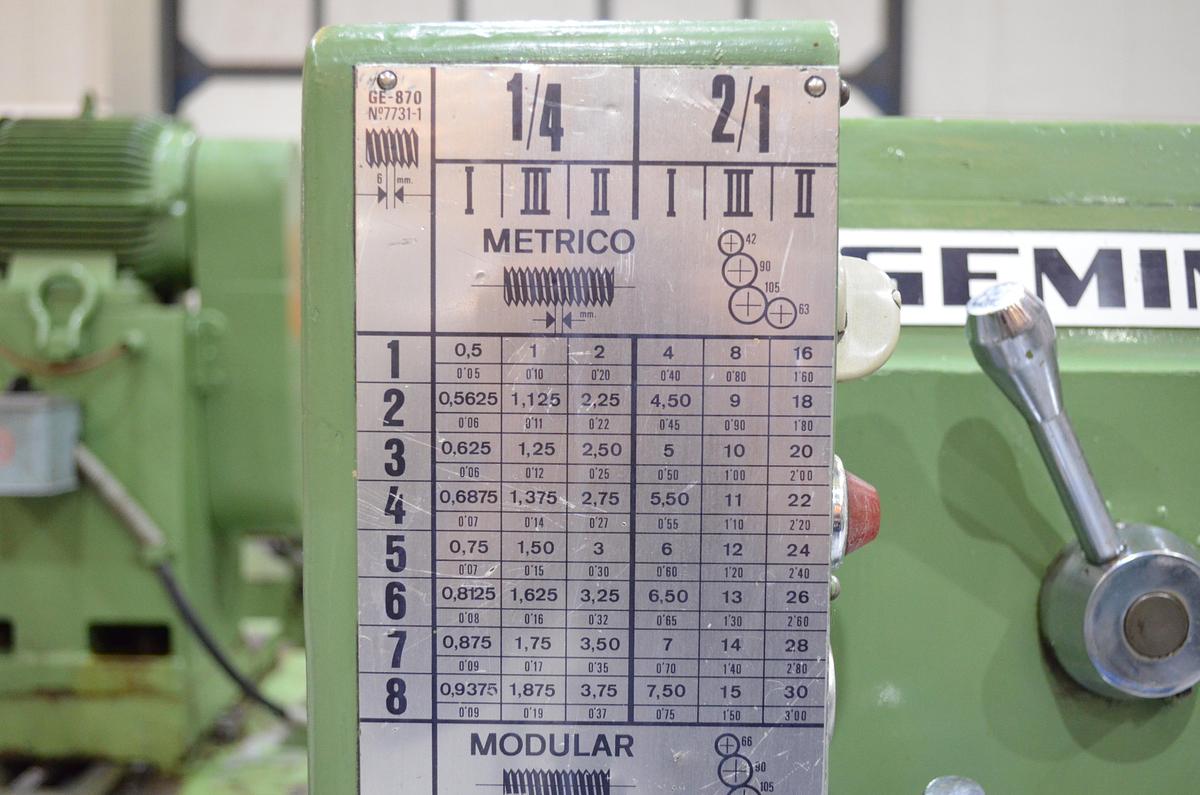 GE-870 1/4 2/1
Nº7731-1
6 mm. I III II I III II
METRICO 42
90
105
mm. 63
GEMIN
1 0,5 1 2 4 8 16
0'05 0'10 0'20 0'40 0'80 1'60
2 0,5625 1,125 2,25 4,50 9 18
0'06 0'11 0'22 0'45 0'90 1'80
3 0,625 1,25 2,50 5 10 20
0'06 0'12 0'25 0'50 1'00 2'00
4 0,6875 1,375 2,75 5,50 11 22
0'07 0'14 0'27 0'55 1'10 2'20
5 0,75 1,50 3 6 12 24
0'07 0'15 0'30 0'60 1'20 2'40
6 0,8125 1,625 3,25 6,50 13 26
0'08 0'16 0'32 0'65 1'30 2'60
7 0,875 1,75 3,50 7 14 28
0'09 0'17 0'35 0'70 1'40 2'80
8 0,9375 1,875 3,75 7,50 15 30
0'09 0'19 0'37 0'75 1'50 3'00
MODULAR 66
90
105